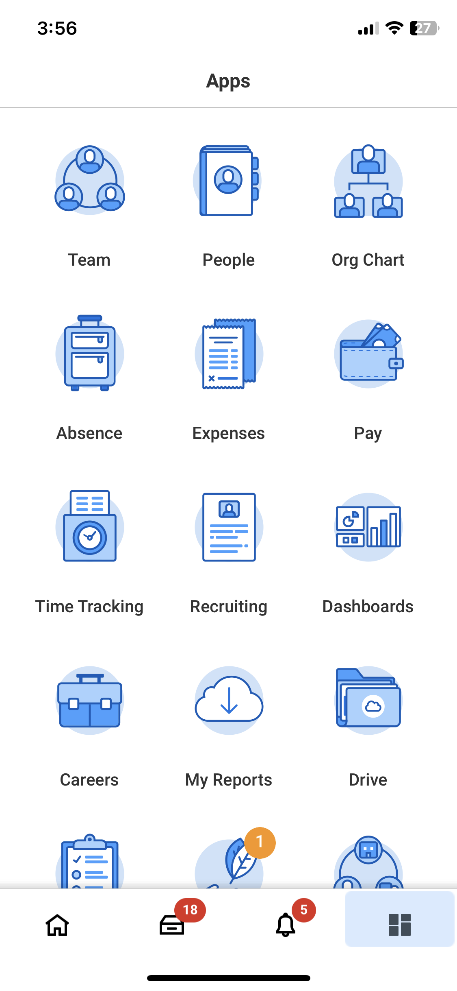 3:56
27
Apps
Team
People
Org Chart
Absence
Expenses
Pay
Time Tracking
Recruiting
Dashboards
Careers
My Reports
Drive
1
18
5